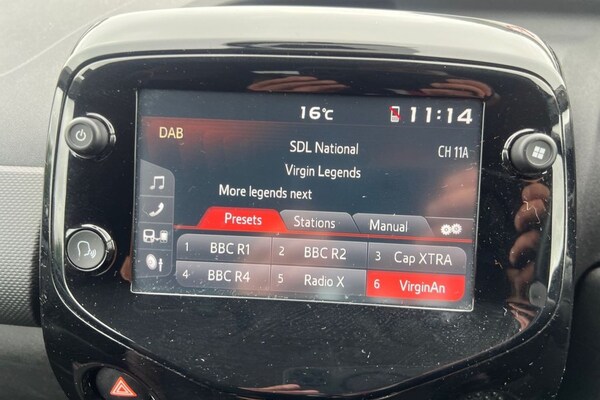 16°C 11:14
DAB
SDL National CH 11A
Virgin Legends
More legends next
Presets Stations Manual
1 BBC R1 2 BBC R2 3 Cap XTRA
4 BBC R4 5 Radio X 6 VirginAn